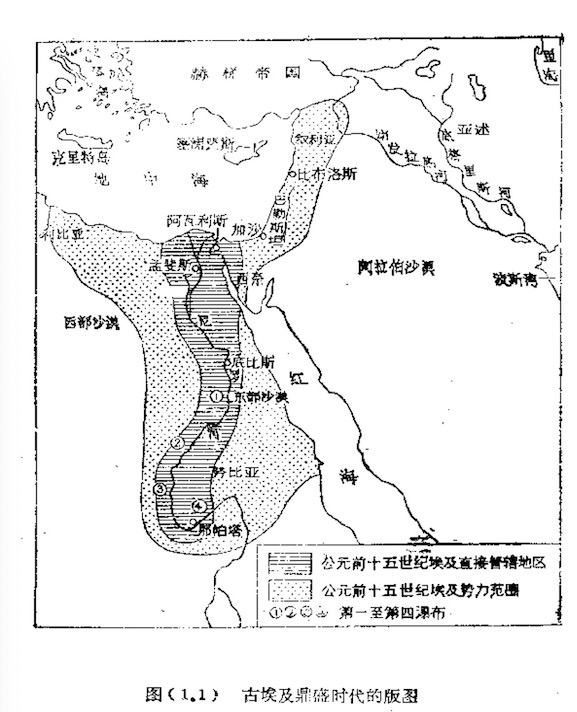 赫梯帝国
里海
克里特岛
塞浦路斯
叙利亚
地中海
比布洛斯
亚述
幼发拉底河
底格里斯河
利比亚
阿瓦利斯
加沙
巴勒斯坦
孟斐斯
西奈
阿拉伯沙漠
波斯湾
西部沙漠
尼罗河
底比斯
①
东部沙漠
红海
②
努比亚
③
④
那帕塔
公元前十五世纪埃及直接管辖地区
公元前十五世纪埃及势力范围
第一至第四瀑布
图(1.1) 古埃及鼎盛时代的版图